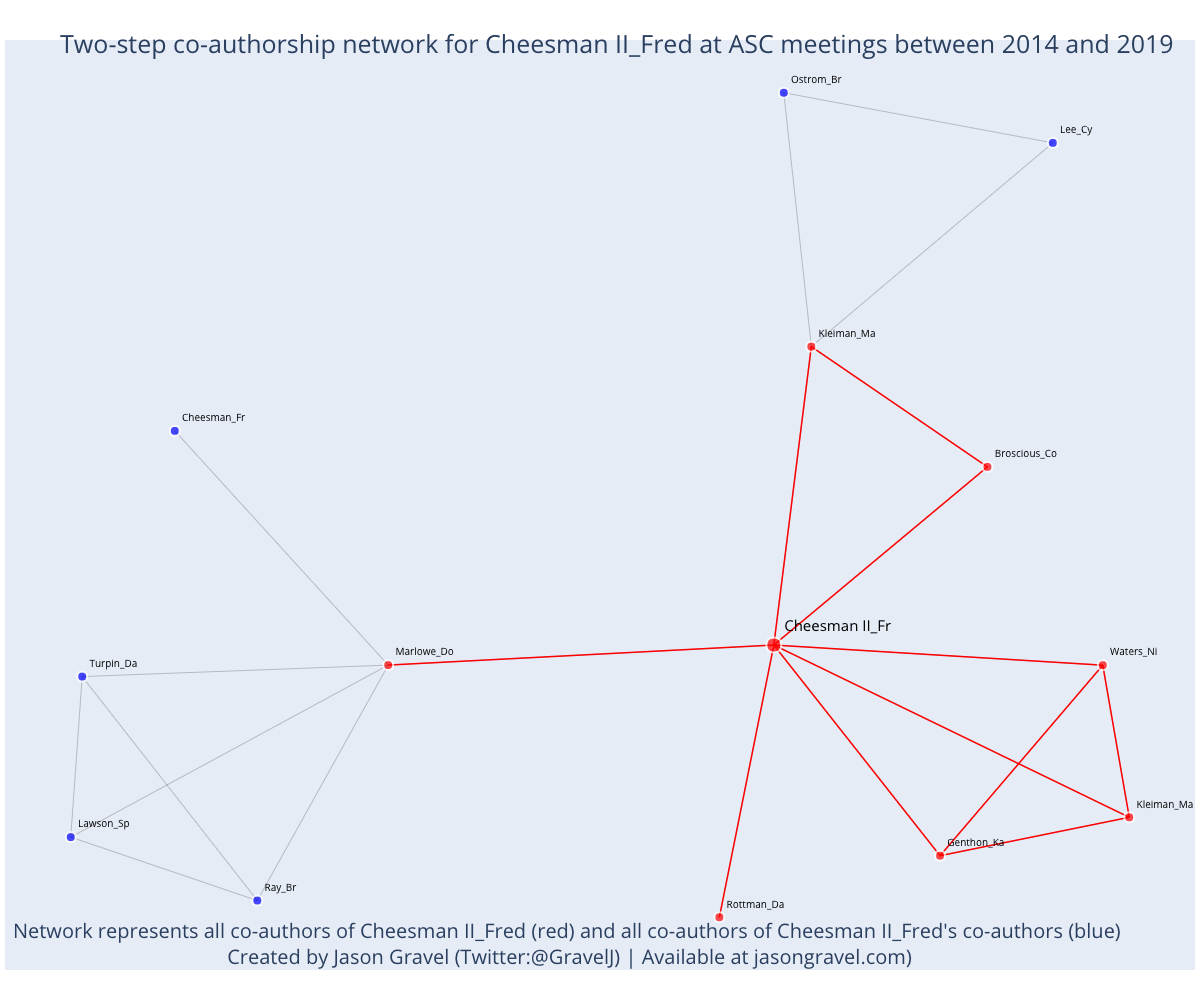 Two-step co-authorship network for Cheesman II_Fred at ASC meetings between 2014 and 2019
Ostrom_Br
Lee_Cy
Kleiman_Ma
Cheesman_Fr
Broscious_Co
Cheesman II_Fr
Marlowe_Do
Waters_Ni
Turpin_Da
Kleiman_Ma
Lawson_Sp
Genthon_Ka
Ray_Br
Rottman_Da
Network represents all co-authors of Cheesman II_Fred (red) and all co-authors of Cheesman II_Fred's co-authors (blue)
Created by Jason Gravel (Twitter:@GravelJ) | Available at jasongravel.com)